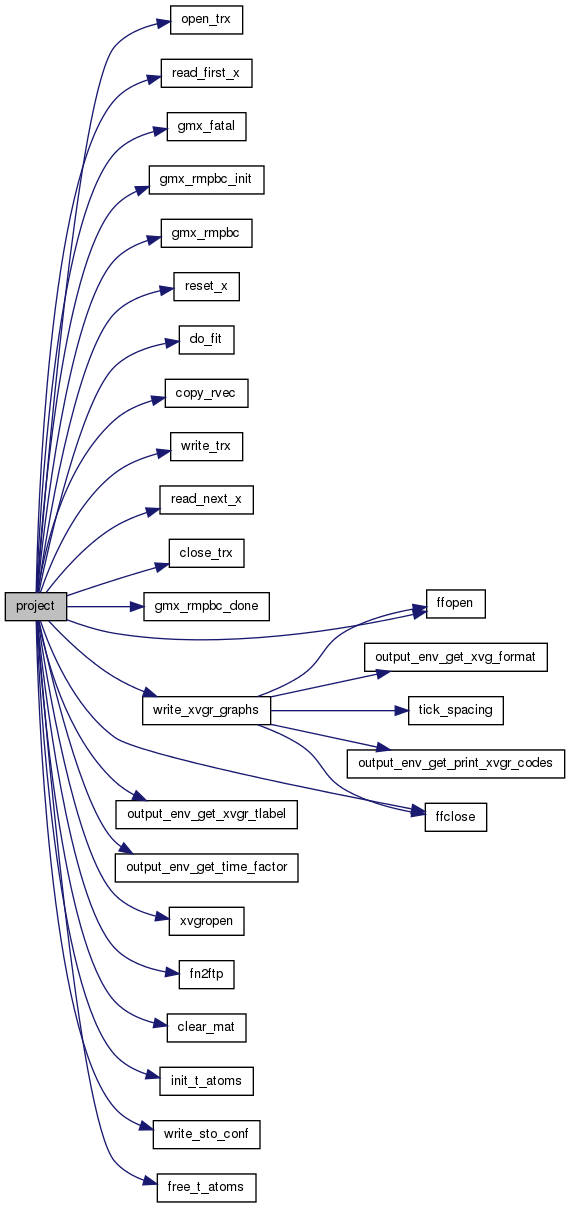 open_trx
read_first_x
gmx_fatal
gmx_rmpbc_init
gmx_rmpbc
reset_x
do_fit
copy_rvec
write_trx
read_next_x
close_trx
project
gmx_rmpbc_done
ffopen
output_env_get_xvg_format
write_xvgr_graphs
tick_spacing
output_env_get_print_xvgr_codes
output_env_get_xvgr_tlabel
ffclose
output_env_get_time_factor
xvgropen
fn2ftp
clear_mat
init_t_atoms
write_sto_conf
free_t_atoms